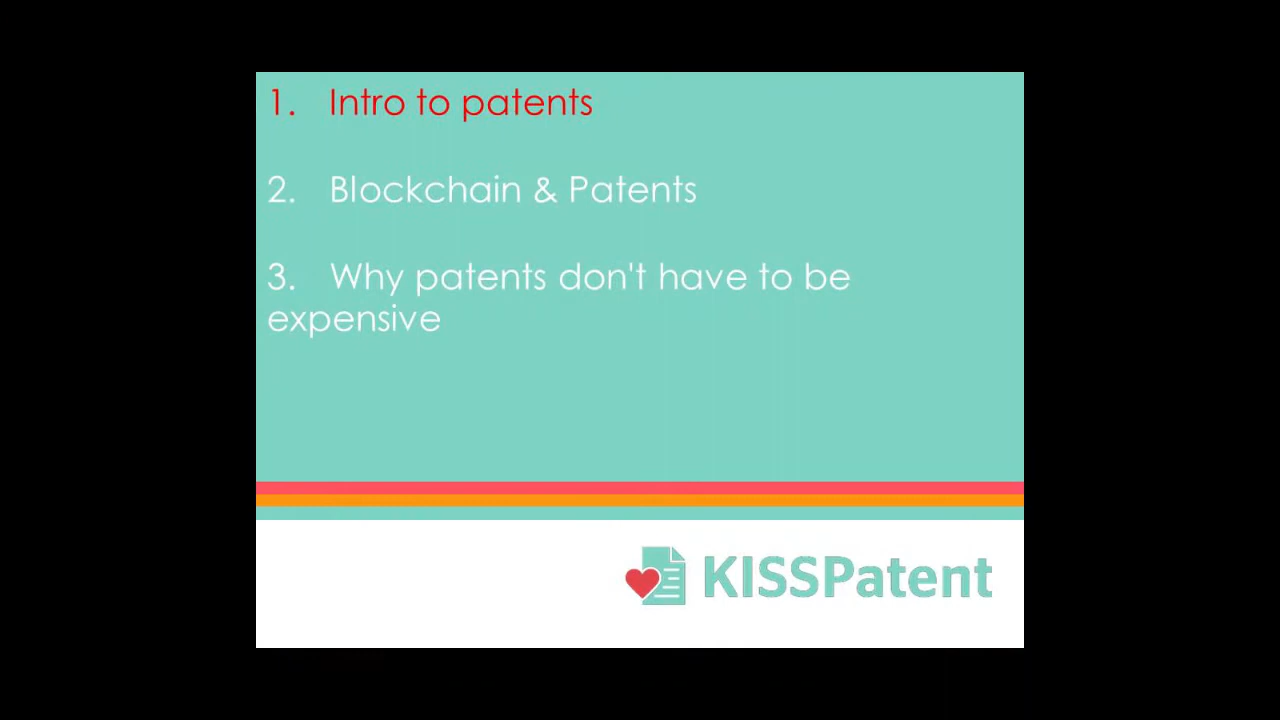 1. Intro to patents
2. Blockchain & Patents
3. Why patents don't have to be
expensive
KISSPatent